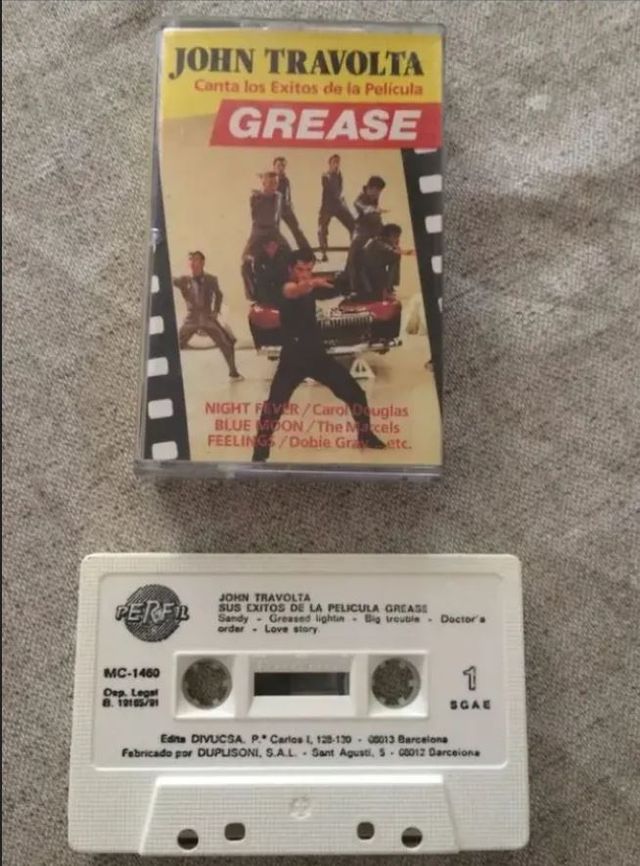 JOHN TRAVOLTA
Canta los Exitos de la Película
GREASE
NIGHT FEVER / Carol Douglas
BLUE MOON / The Marcels
FEELINGS / Dobie Gray... etc.
PERFIL
JOHN TRAVOLTA
SUS EXITOS DE LA PELICULA GREASE
Sandy - Greased lightin - Big trouble - Doctor's
order - Love story.
MC-1460
Dep. Legal
B. 19165/91
1
SGAE
Edita DIVUCSA. P.º Carlos I, 128-130 - 08013 Barcelona
Fabricado por DUPLISONI, S.A.L. - Sant Agustí, 5 - 08012 Barcelona